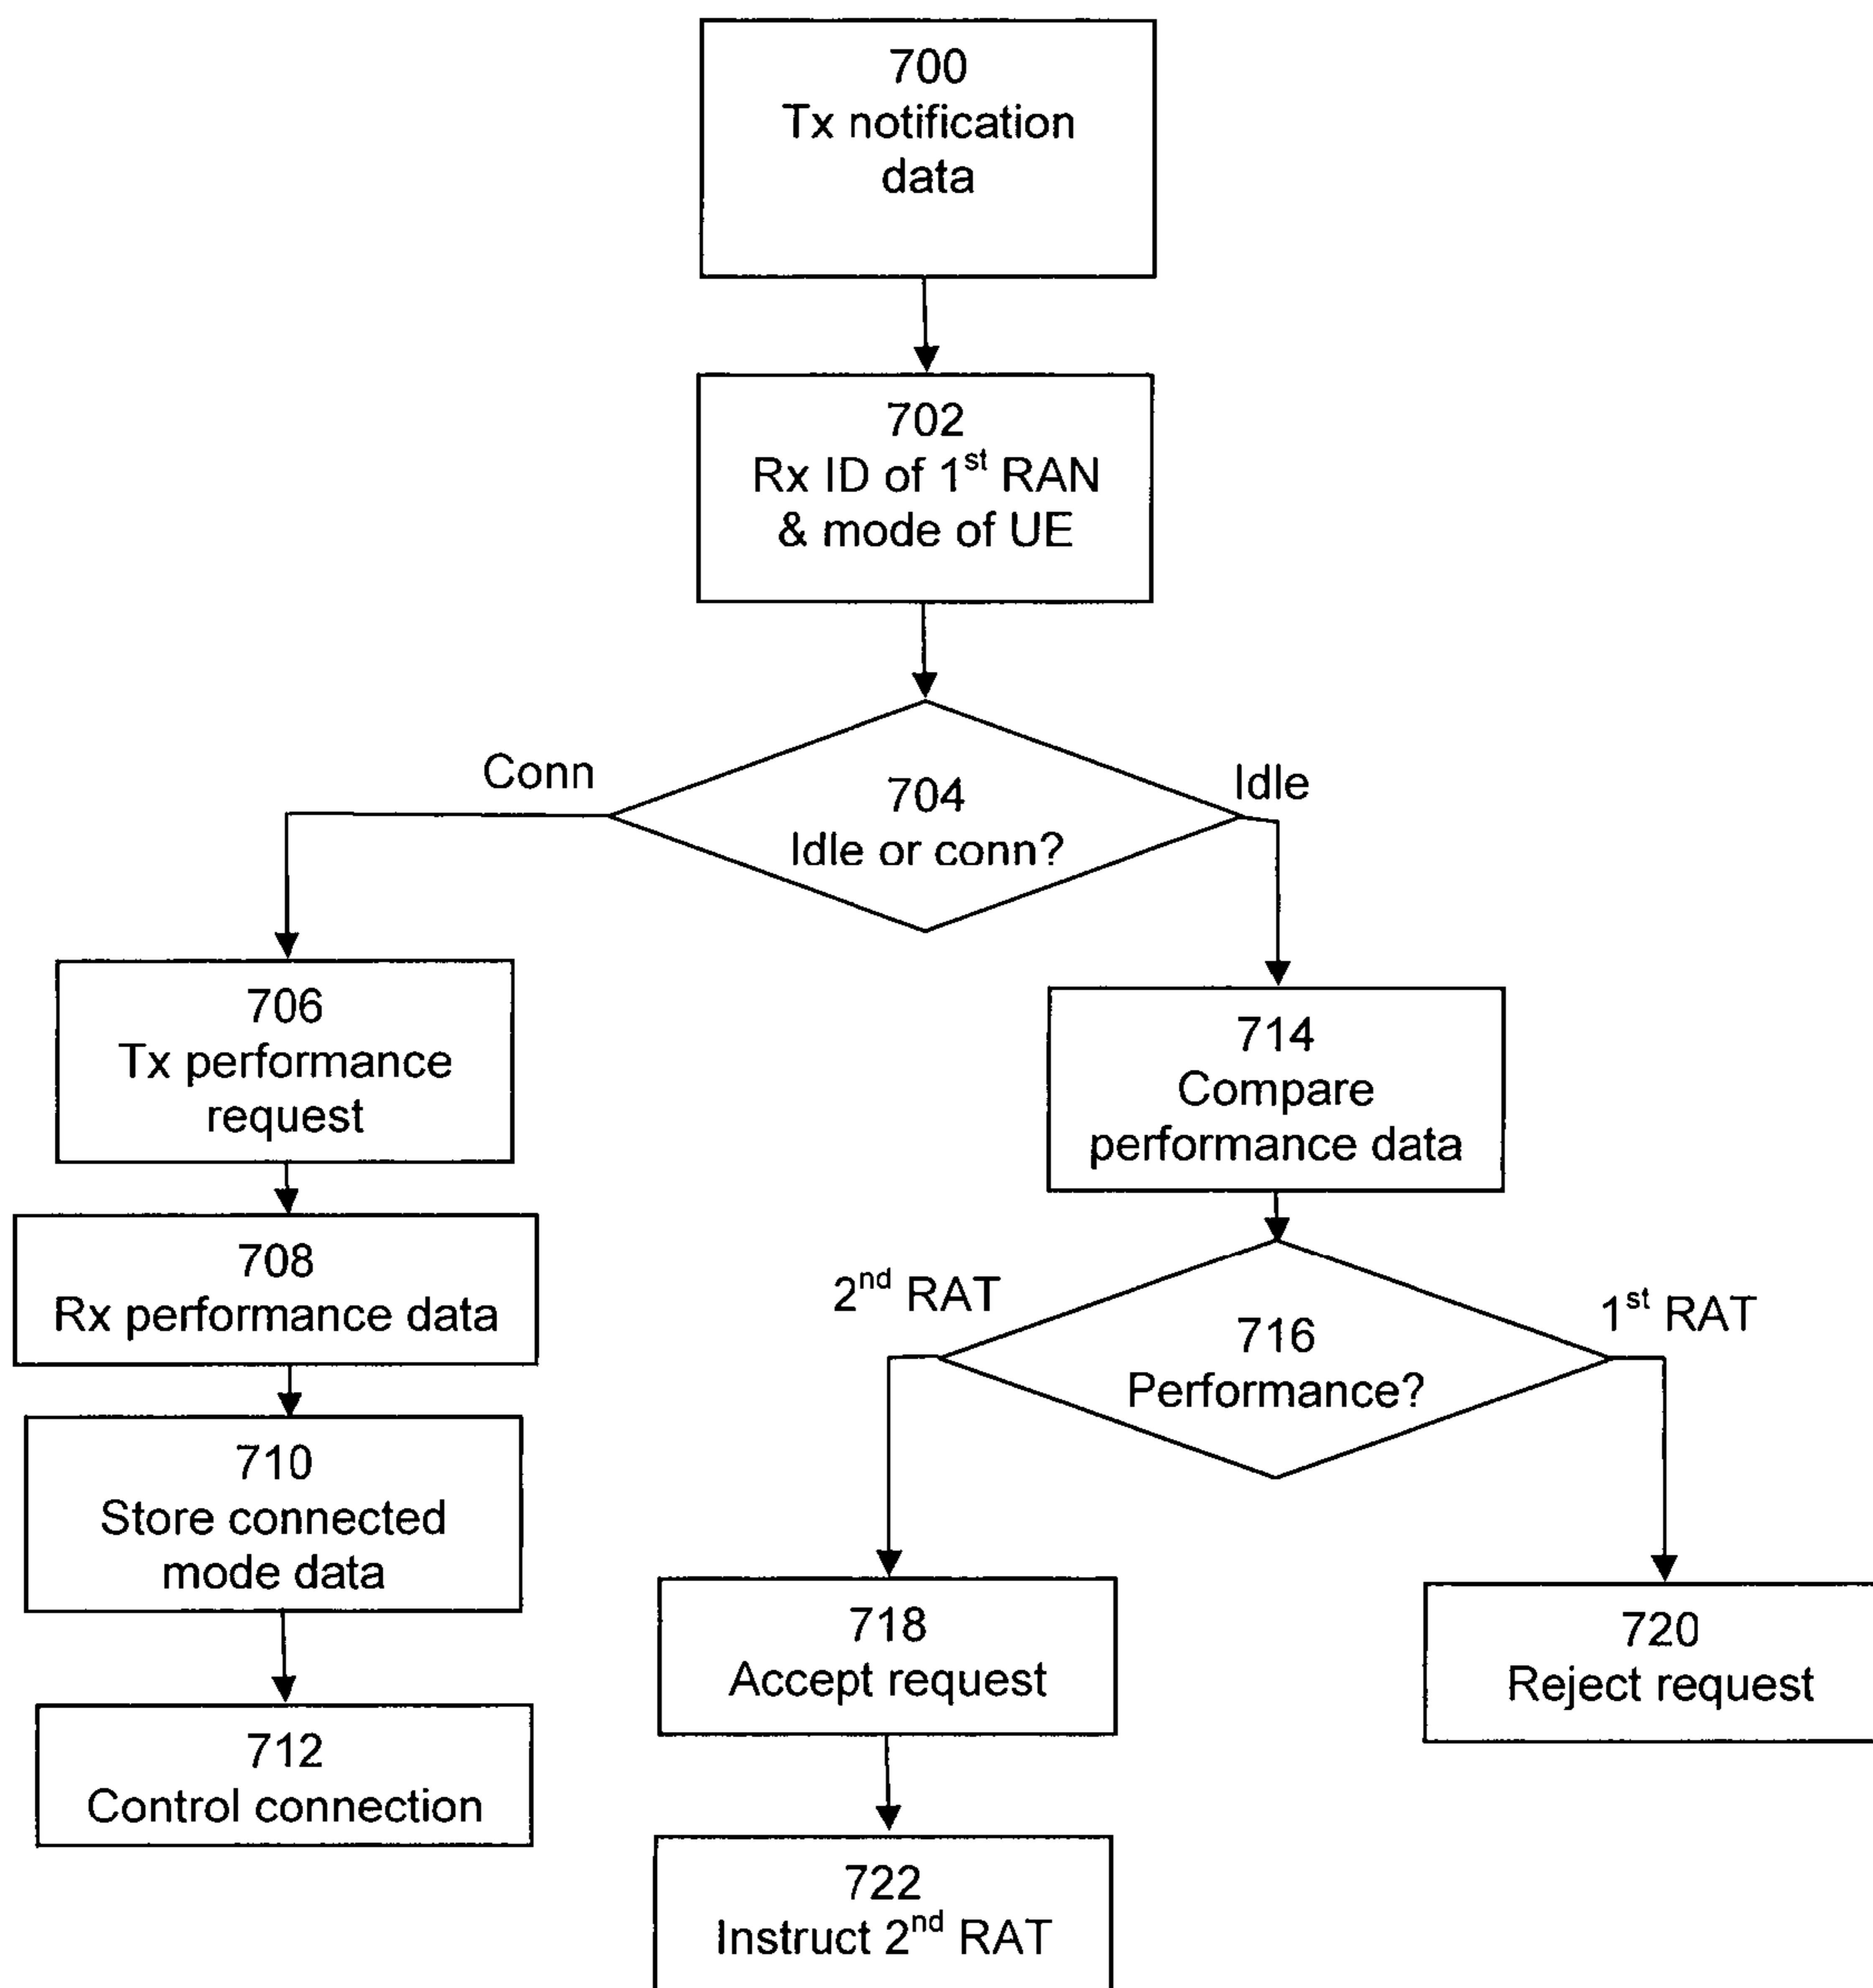 700
Tx notification
data
702
Rx ID of 1st RAN
& mode of UE
Conn
704
Idle or conn?
Idle
706
Tx performance
request
708
Rx performance data
710
Store connected
mode data
712
Control connection
714
Compare
performance data
2nd RAT
716
Performance?
1st RAT
718
Accept request
720
Reject request
722
Instruct 2nd RAT